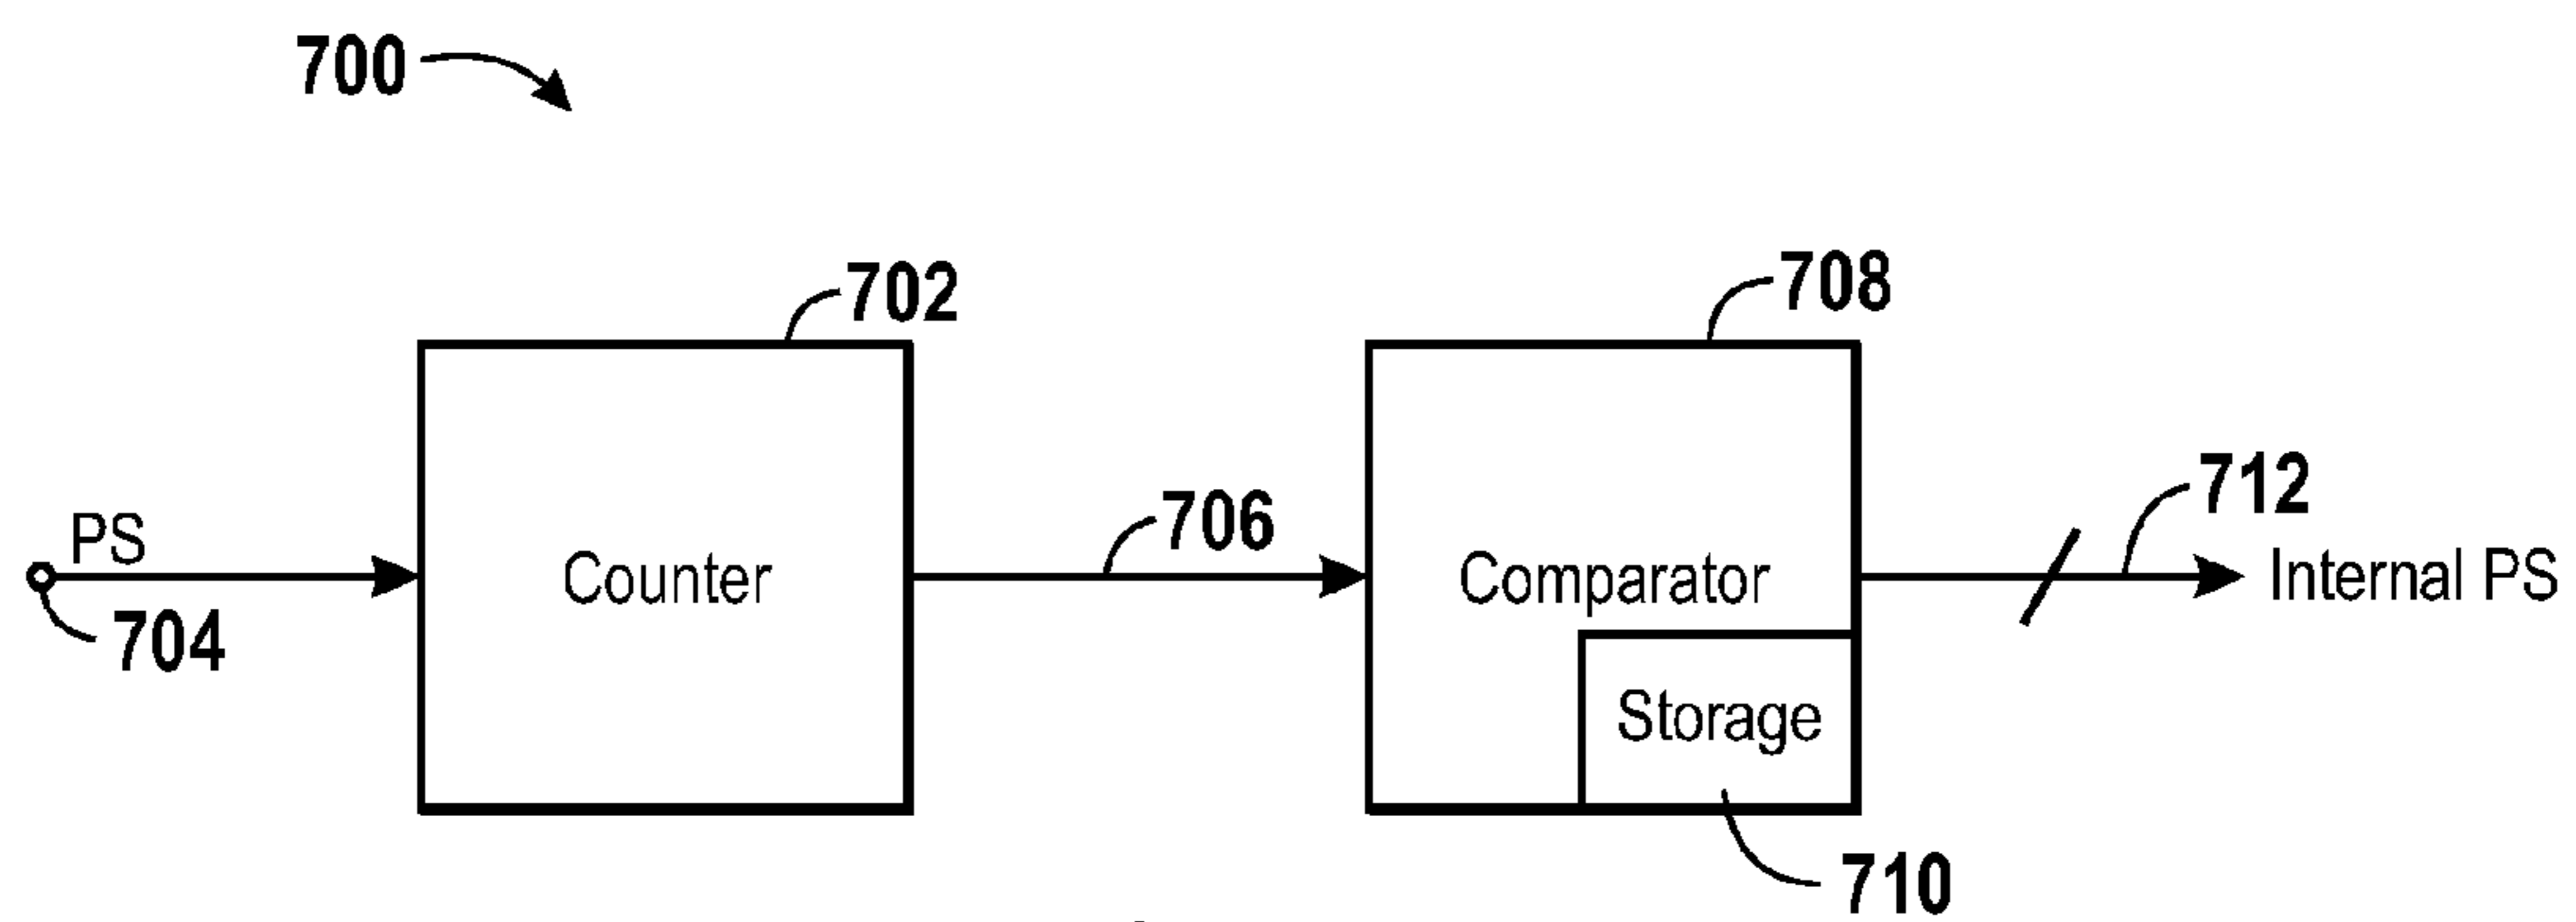 700
702
708
PS
704
Counter
706
Comparator
712
Internal PS
Storage
710